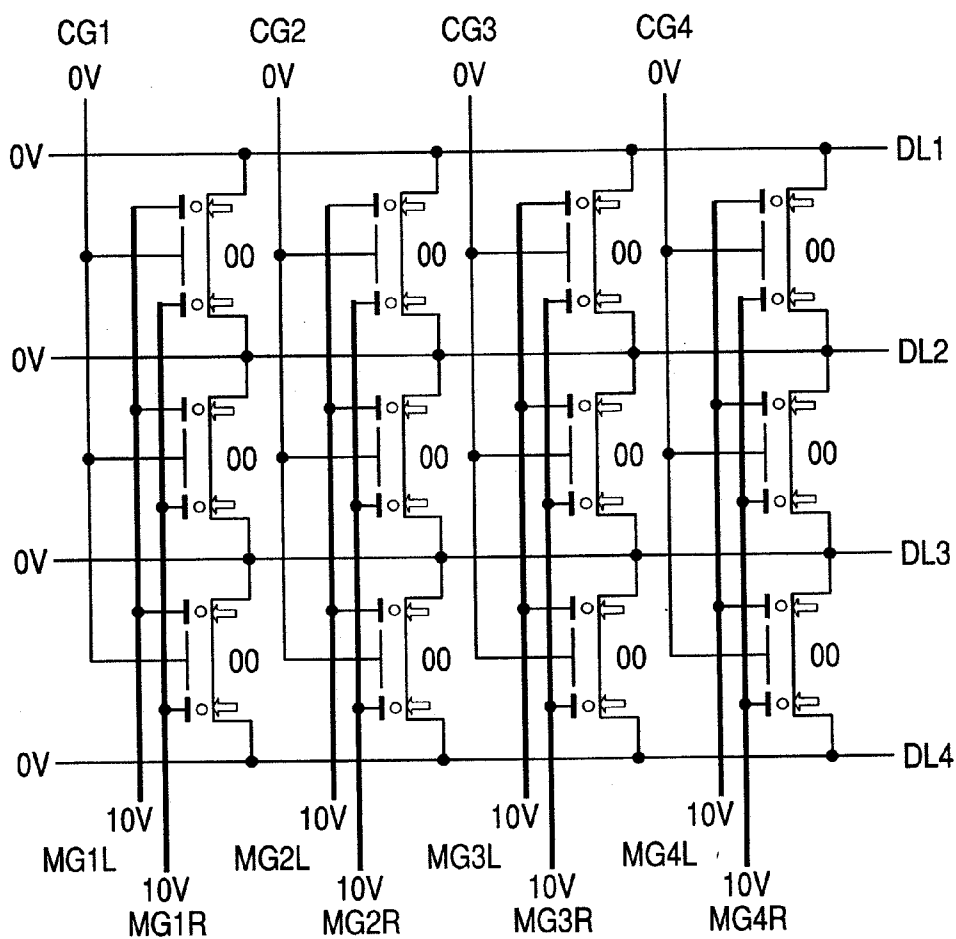 CG1 CG2 CG3 CG4
0V 0V 0V 0V
0V DL1
00 00 00 00
0V DL2
00 00 00 00
0V DL3
00 00 00 00
0V DL4
10V 10V 10V 10V
MG1L MG2L MG3L MG4L
10V 10V 10V 10V
MG1R MG2R MG3R MG4R